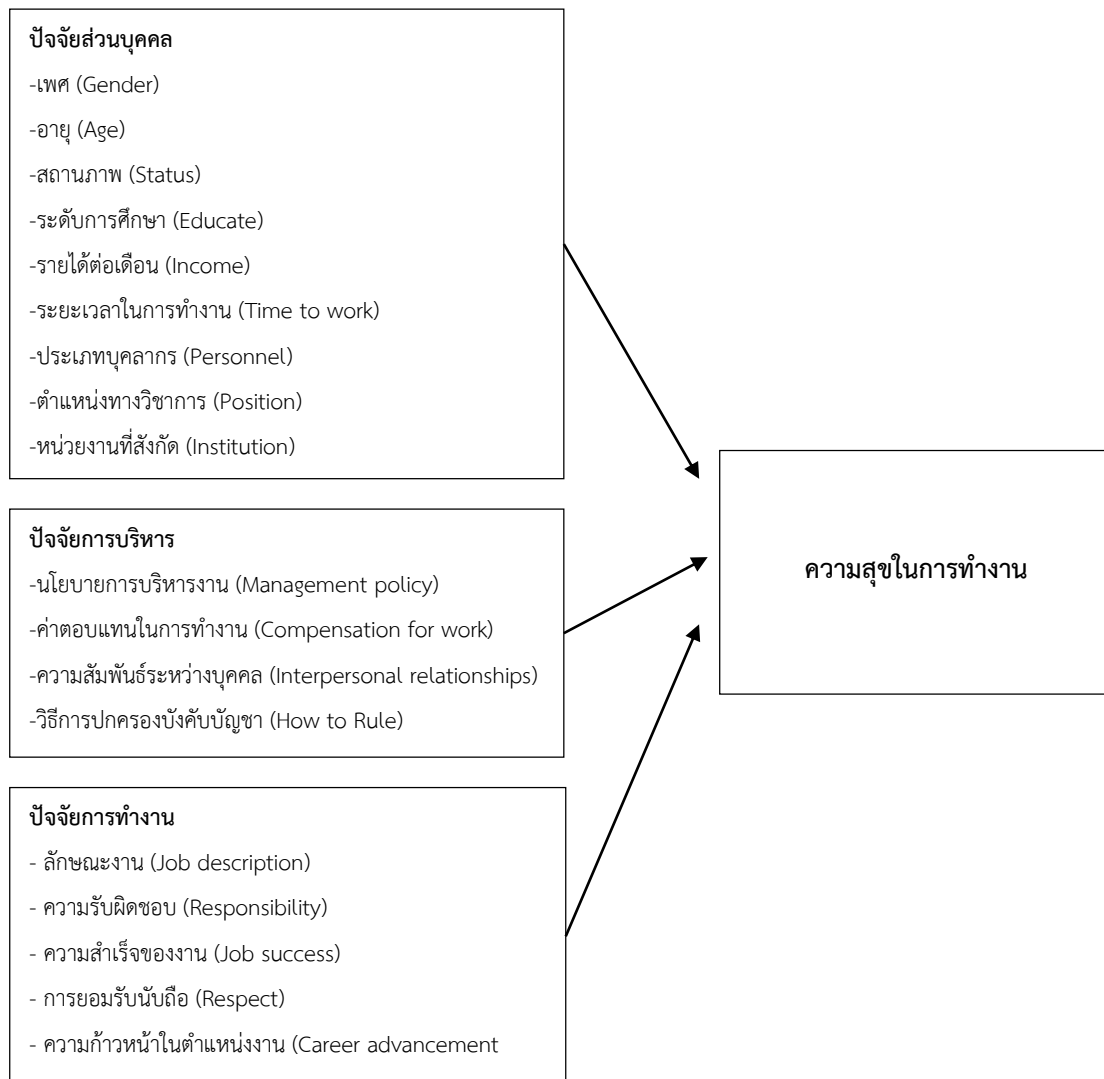 ปัจจัยส่วนบุคคล
-เพศ (Gender)
-อายุ (Age)
-สถานภาพ (Status)
-ระดับการศึกษา (Educate)
-รายได้ต่อเดือน (Income)
-ระยะเวลาในการทำงาน (Time to work)
-ประเภทบุคลากร (Personnel)
-ตำแหน่งทางวิชาการ (Position)
-หน่วยงานที่สังกัด (Institution)
ปัจจัยการบริหาร
-นโยบายการบริหารงาน (Management policy)
-ค่าตอบแทนในการทำงาน (Compensation for work)
-ความสัมพันธ์ระหว่างบุคคล (Interpersonal relationships)
-วิธีการปกครองบังคับบัญชา (How to Rule)
ปัจจัยการทำงาน
- ลักษณะงาน (Job description)
- ความรับผิดชอบ (Responsibility)
- ความสำเร็จของงาน (Job success)
- การยอมรับนับถือ (Respect)
- ความก้าวหน้าในตำแหน่งงาน (Career advancement
ความสุขในการทำงาน